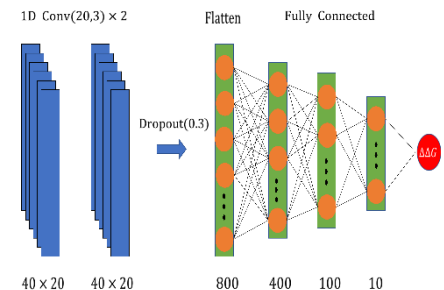 1D Conv(20,3) × 2
Flatten
Fully Connected
Dropout(0.3)
ΔΔG
40 × 20
40 × 20
800
400
100
10